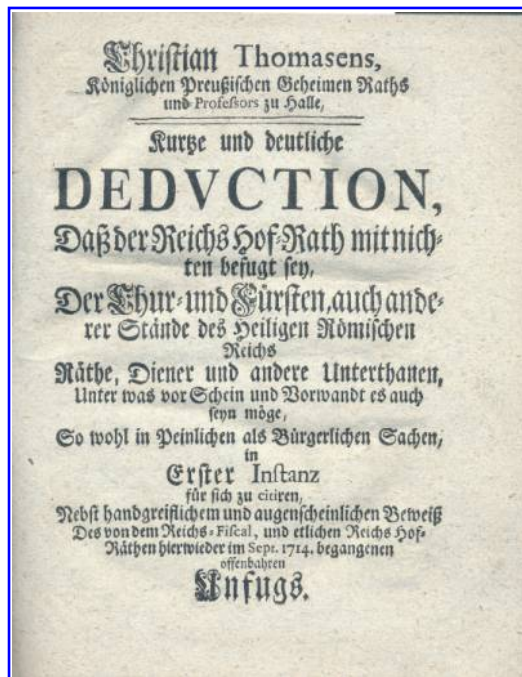 Christian Thomasens,
Königlichen Preußischen Geheimen Raths
und Professors zu Halle,
Kurtze und deutliche
DEDVCTION,
Daß der Reichs Hof-Rath mit nich-
ten befugt sey,
Der Chur- und Fürsten, auch ande-
rer Stände des Heiligen Römischen
Reichs
Räthe, Diener und andere Unterthanen,
Unter was vor Schein und Vorwandt es auch
seyn möge,
So wohl in Peinlichen als Bürgerlichen Sachen,
in
Erster Instanz
für sich zu citiren,
Nebst handgreiflichem und augenscheinlichen Beweiß
Des von dem Reichs-Fiscal, und etlichen Reichs Hof-
Räthen hierwieder im Sept. 1714. begangenen
offenbahren
Unfugs.